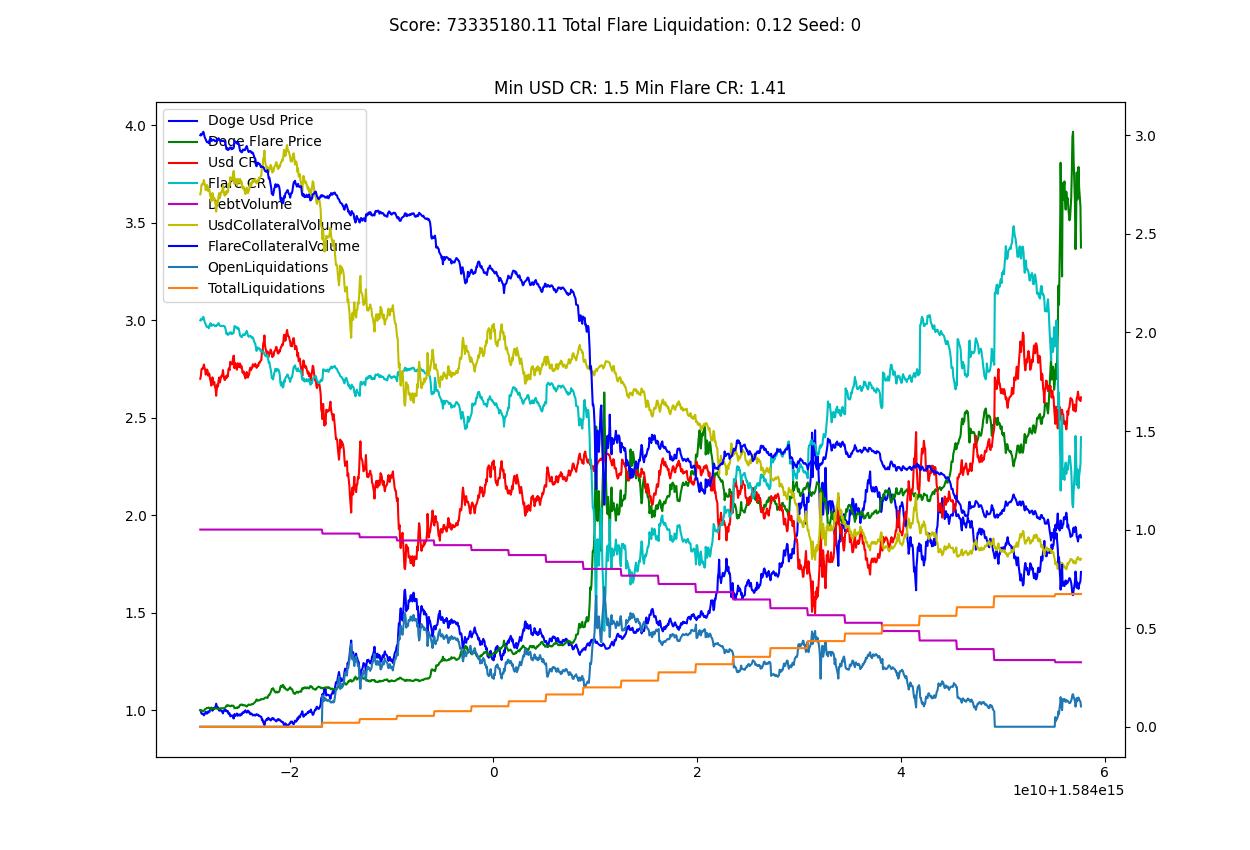 Score: 73335180.11 Total Flare Liquidation: 0.12 Seed: 0
Min USD CR: 1.5 Min Flare CR: 1.41
Doge Usd Price
Doge Flare Price
Usd CR
Flare CR
DebtVolume
UsdCollateralVolume
FlareCollateralVolume
OpenLiquidations
TotalLiquidations
4.0
3.5
3.0
2.5
2.0
1.5
1.0
3.0
2.5
2.0
1.5
1.0
0.5
0.0
−2
0
2
4
6
1e10+1.584e15